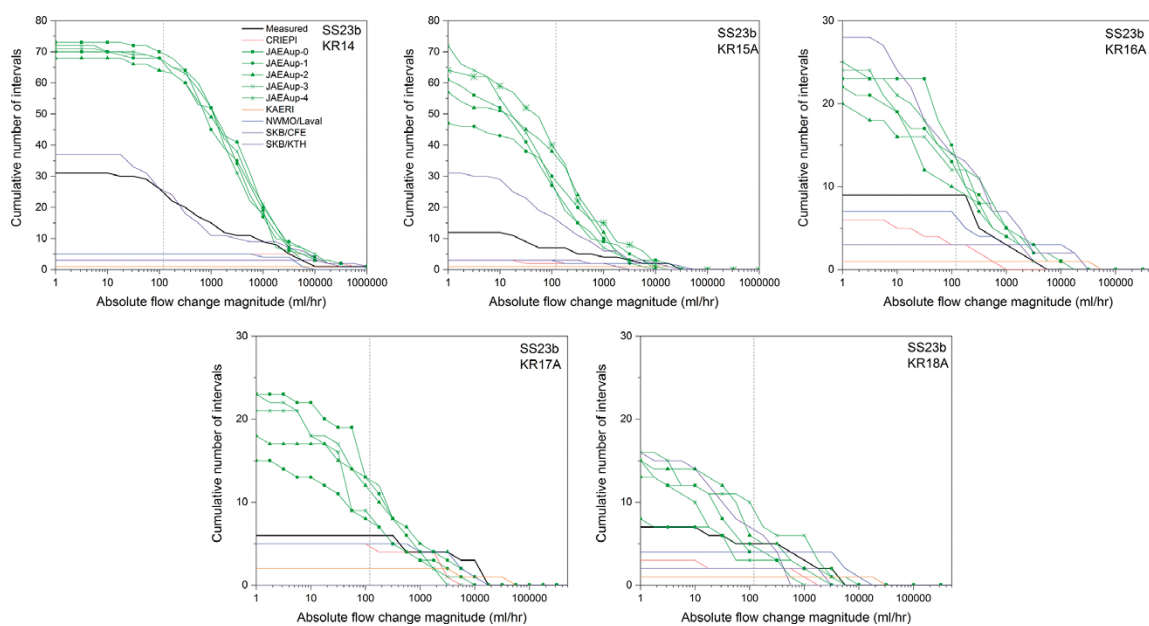 SS23b
KR14
Measured
CRIEPI
JAEAup-0
JAEAup-1
JAEAup-2
JAEAup-3
JAEAup-4
KAERI
NWMO/Laval
SKB/CFE
SKB/KTH
Cumulative number of intervals
80
70
60
50
40
30
20
10
0
1 10 100 1000 10000 100000 1000000
Absolute flow change magnitude (ml/hr)
SS23b
KR15A
Cumulative number of intervals
80
70
60
50
40
30
20
10
0
1 10 100 1000 10000 100000 1000000
Absolute flow change magnitude (ml/hr)
SS23b
KR16A
Cumulative number of intervals
30
20
10
0
1 10 100 1000 10000 100000
Absolute flow change magnitude (ml/hr)
SS23b
KR17A
Cumulative number of intervals
30
20
10
0
1 10 100 1000 10000 100000
Absolute flow change magnitude (ml/hr)
SS23b
KR18A
Cumulative number of intervals
30
20
10
0
1 10 100 1000 10000 100000
Absolute flow change magnitude (ml/hr)